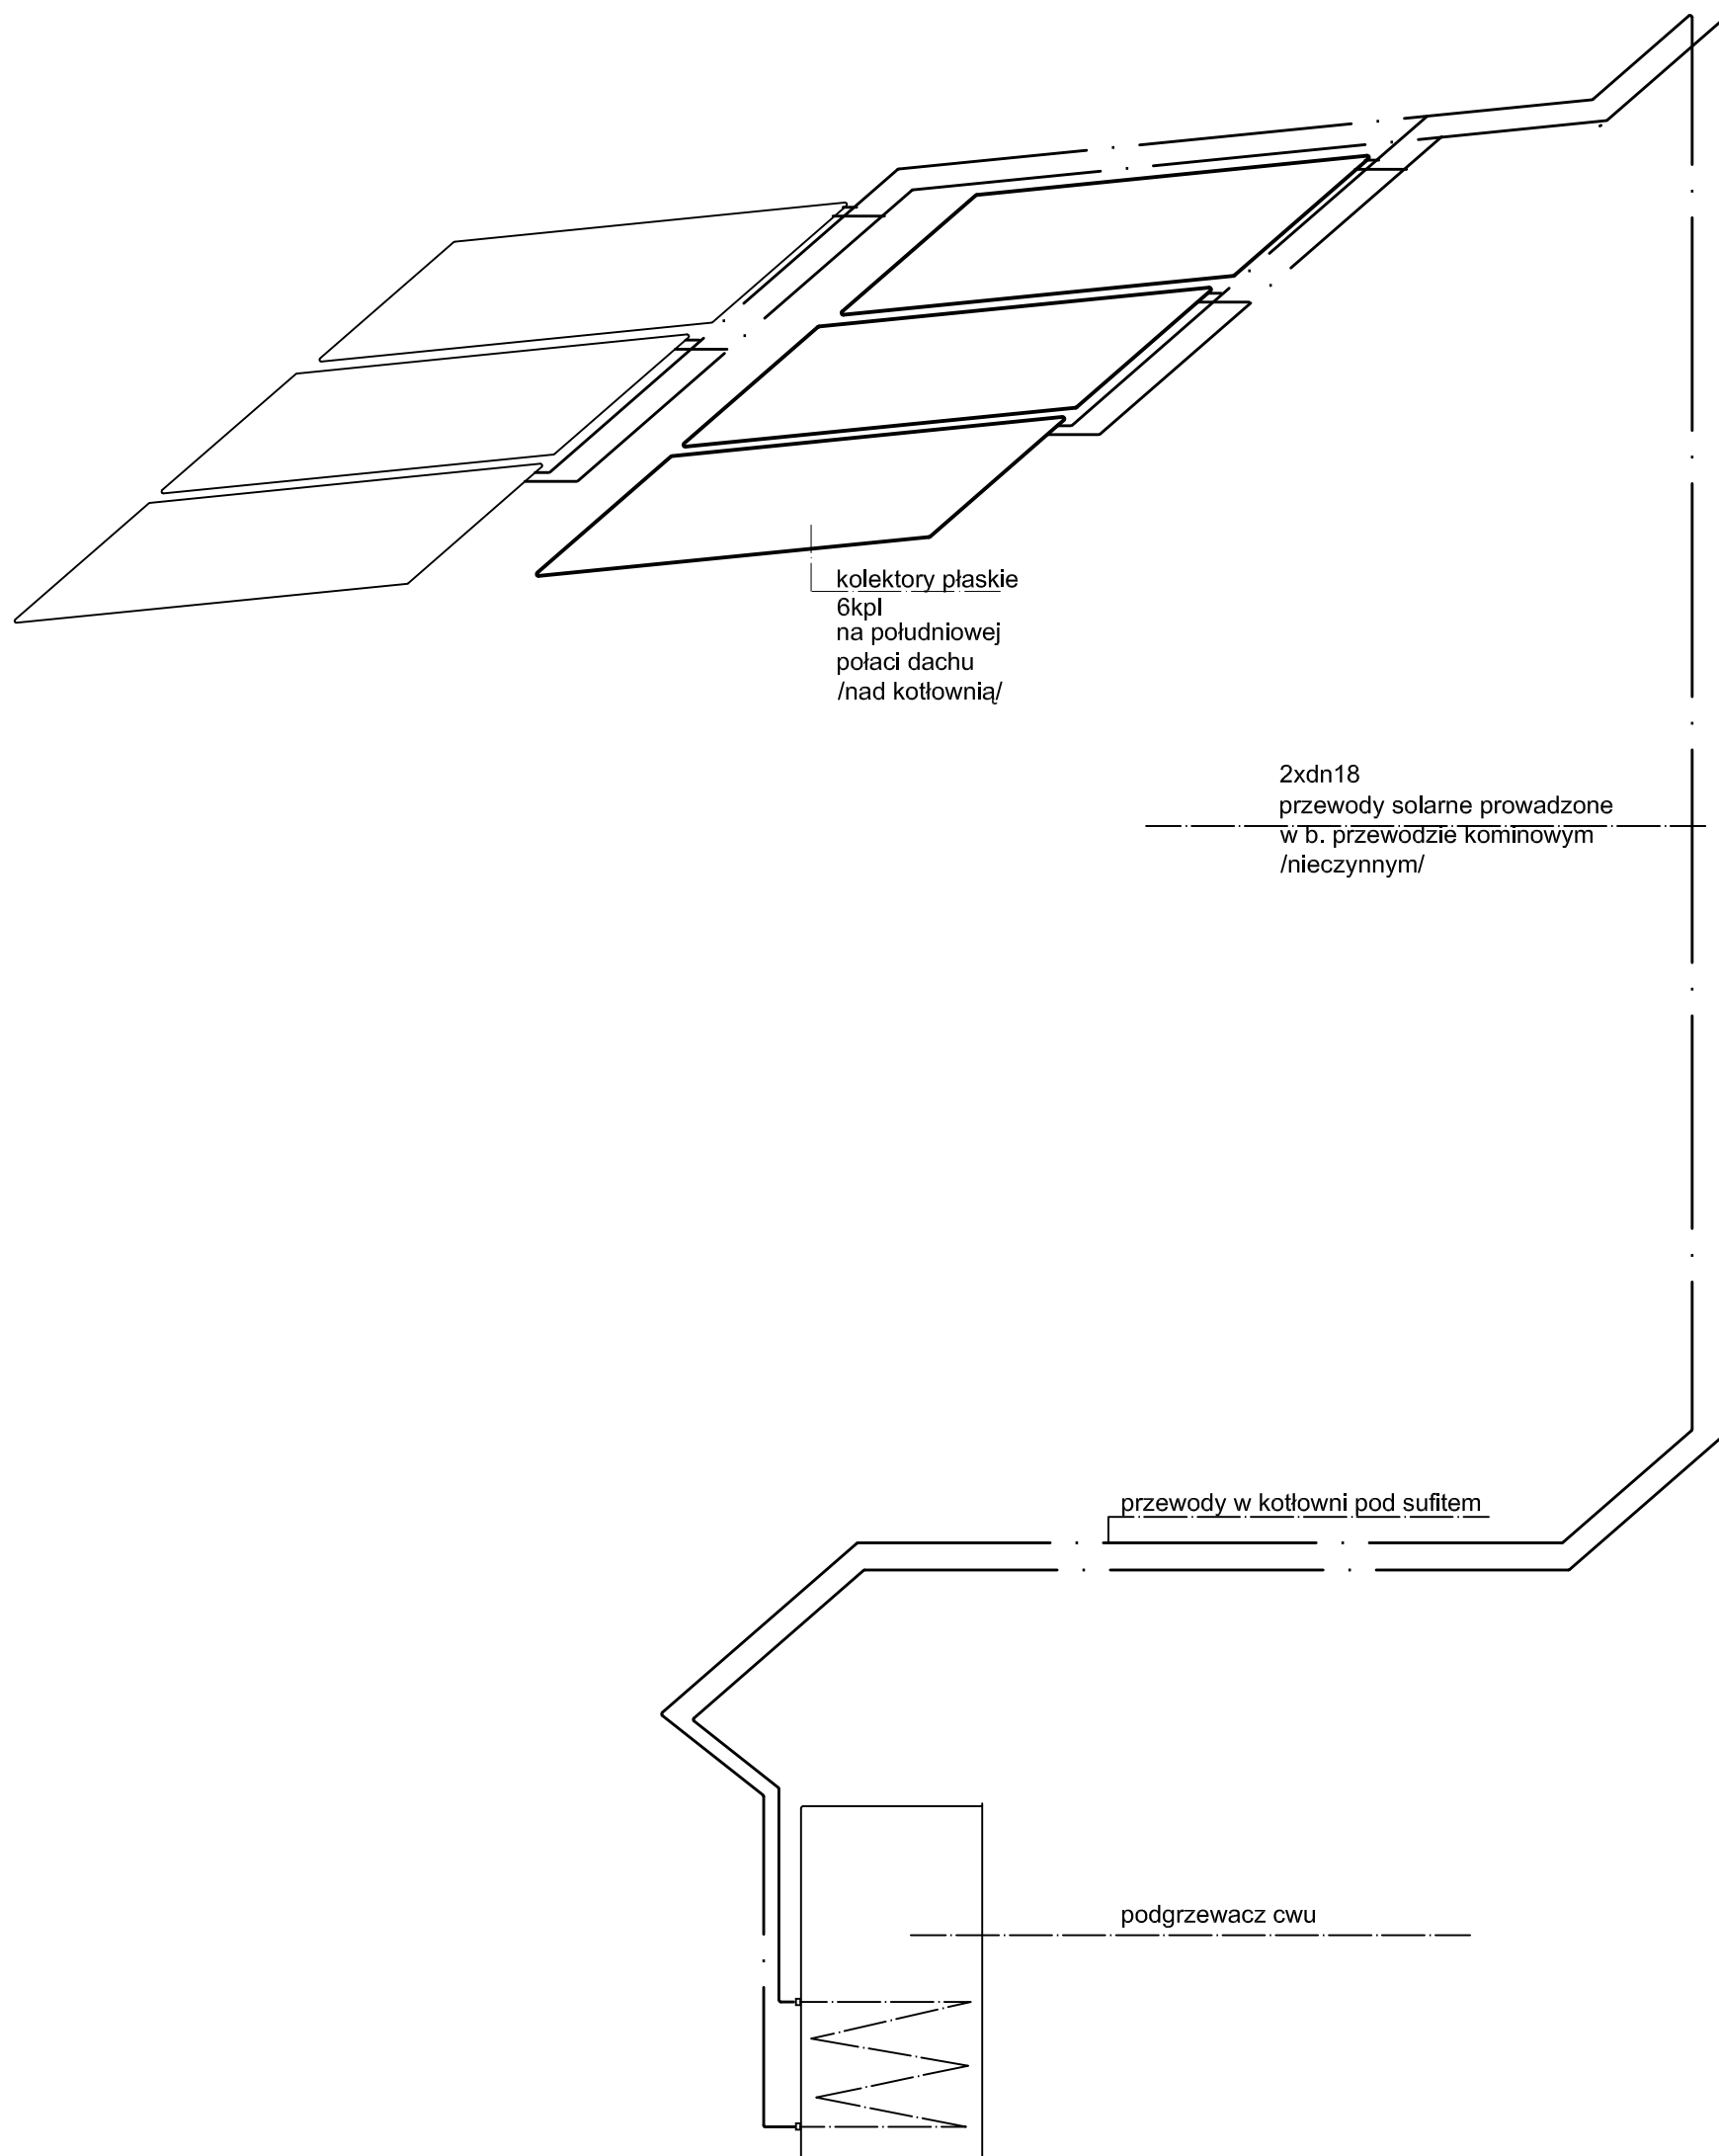 kolektory płaskie
6kpl
na południowej
połaci dachu
/nad kotłownią/
2xdn18
przewody solarne prowadzone
w b. przewodzie kominowym
/nieczynnym/
przewody w kotłowni pod sufitem
podgrzewacz cwu